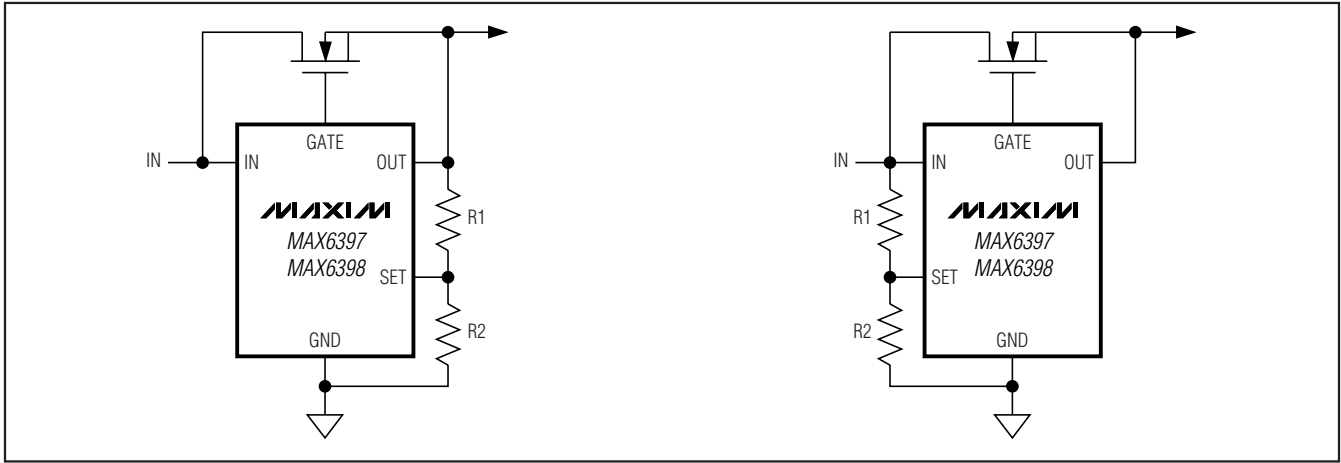 GATE
IN
IN
OUT
MAXIM
R1
MAX6397
MAX6398
SET
R2
GND
GATE
IN
IN
OUT
R1
MAXIM
MAX6397
MAX6398
SET
R2
GND